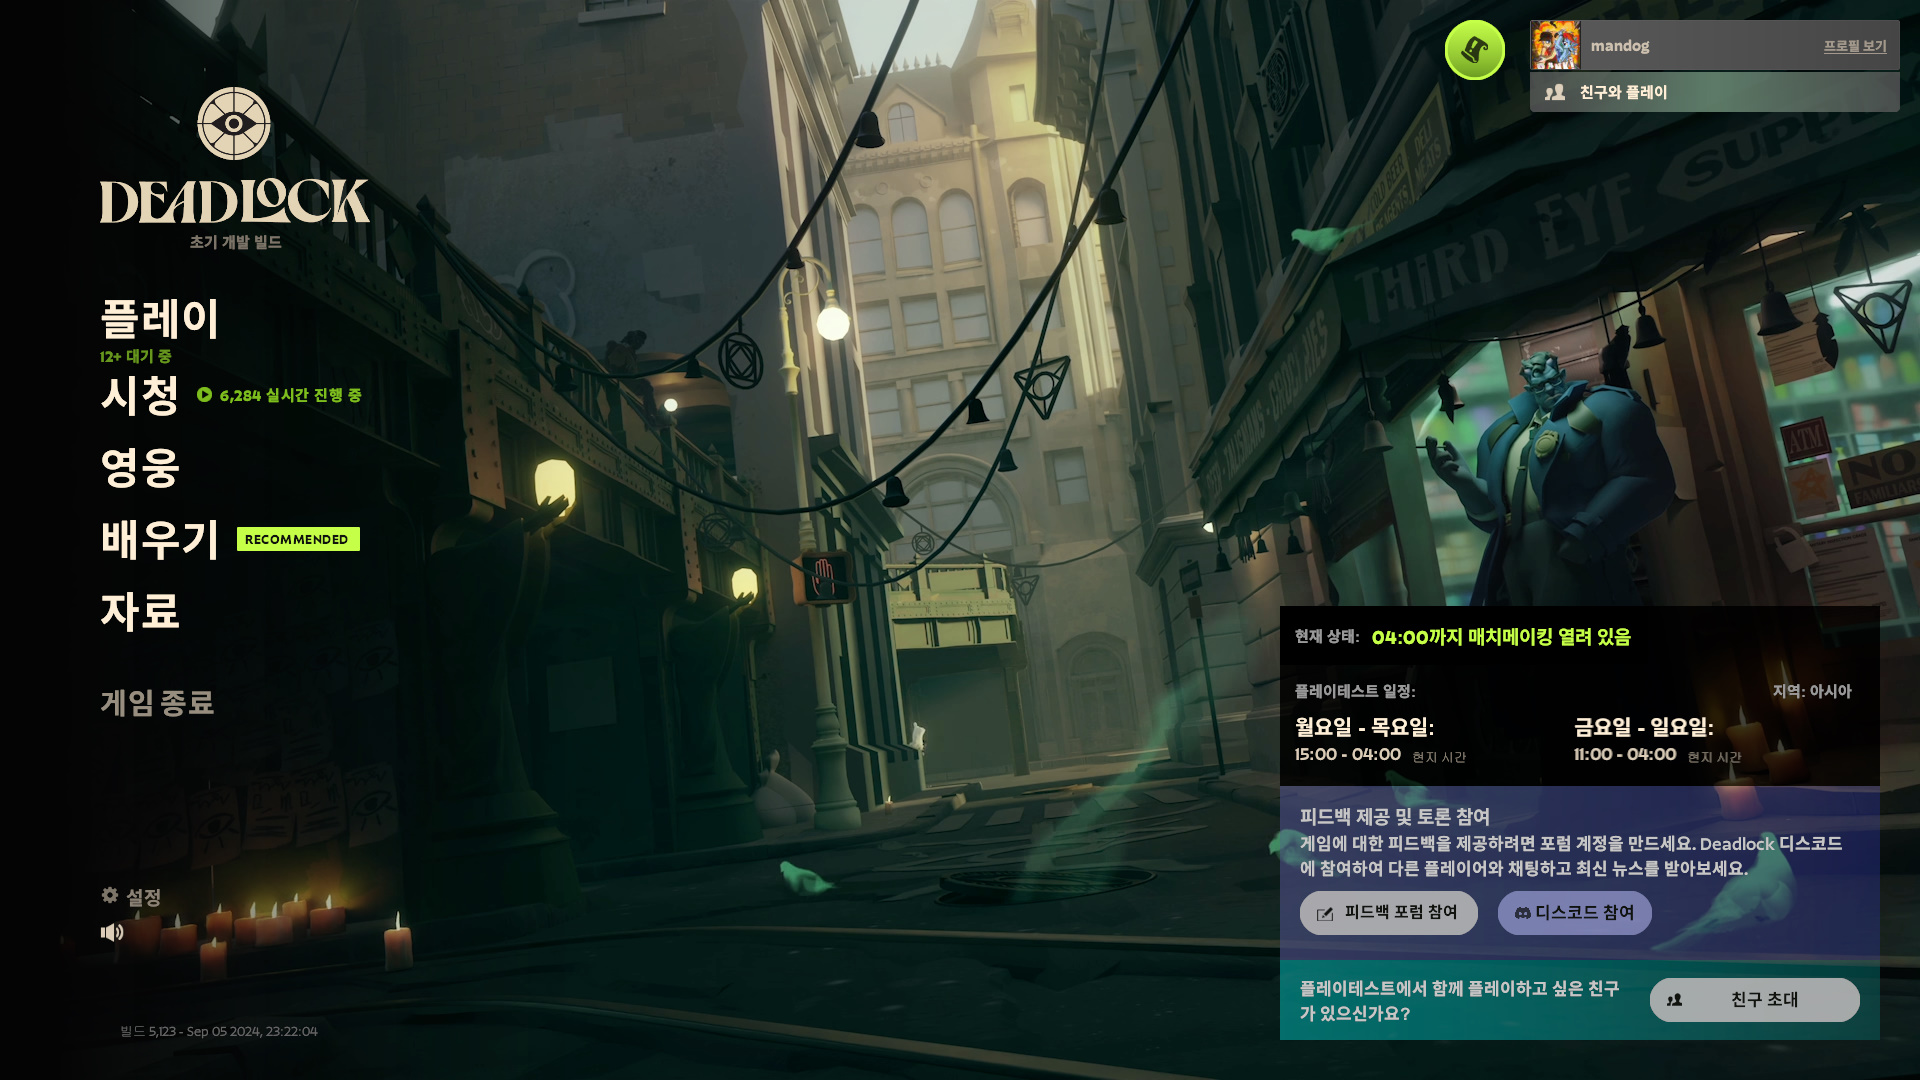 mandog
프로필 보기
친구와 플레이
DEADLOCK
초기 개발 빌드
플레이
12+ 대기 중
시청
6,284 실시간 진행 중
영웅
배우기
RECOMMENDED
자료
게임 종료
설정
빌드 5,123 - Sep 05 2024, 23:22:04
COLD BEER
DELI
MEATS
SUPPLY
THIRD EYE
ATM
NO
FAMILIARS
현재 상태: 04:00까지 매치메이킹 열려 있음
플레이테스트 일정:
지역: 아시아
월요일 - 목요일:
15:00 - 04:00 현지 시간
금요일 - 일요일:
11:00 - 04:00 현지 시간
피드백 제공 및 토론 참여
게임에 대한 피드백을 제공하려면 포럼 계정을 만드세요. Deadlock 디스코드
에 참여하여 다른 플레이어와 채팅하고 최신 뉴스를 받아보세요.
피드백 포럼 참여
디스코드 참여
플레이테스트에서 함께 플레이하고 싶은 친구
가 있으신가요?
친구 초대